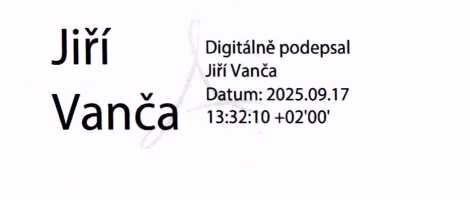 Jiří
Vanča
Digitálně podepsal
Jiří Vanča
Datum: 2025.09.17
13:32:10 +02'00'